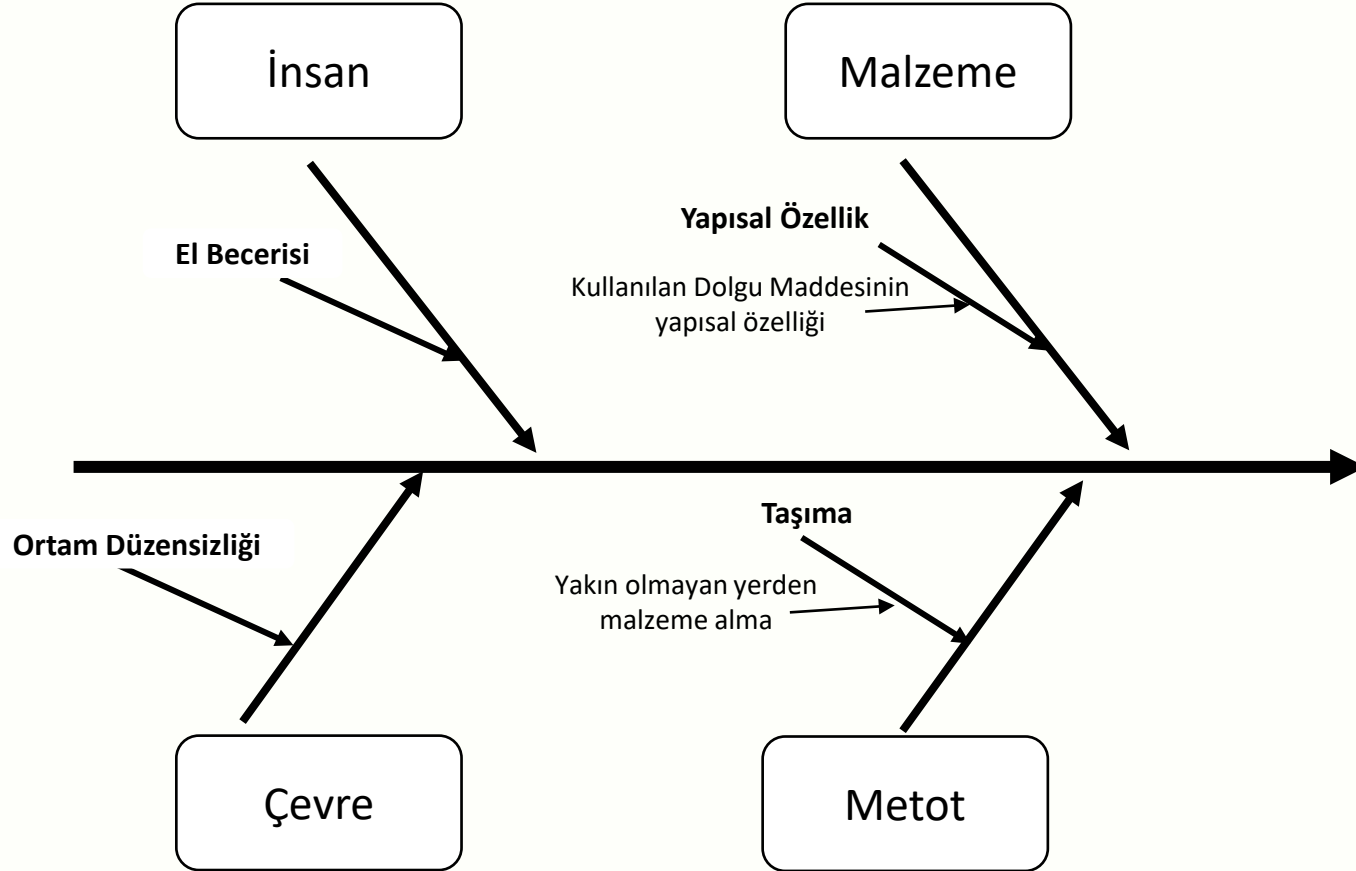 İnsan
Malzeme
Yapısal Özellik
El Becerisi
Kullanılan Dolgu Maddesinin
yapısal özelliği
Taşıma
Ortam Düzensizliği
Yakın olmayan yerden
malzeme alma
Çevre
Metot